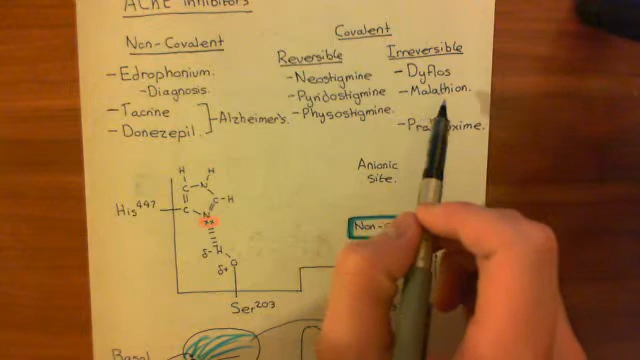 AChE Inhibitors
Non-Covalent
- Edrophonium.
- Diagnosis.
- Tacrine
- Donezepil.
Alzheimer's.
Covalent
Reversible
- Neostigmine
- Pyridostigmine
- Physostigmine.
Irreversible
- Dyflos
- Malathion.
Anionic
site.
H H
C N
C-H
C N
His447
H
δ-
O
δ+
Ser203